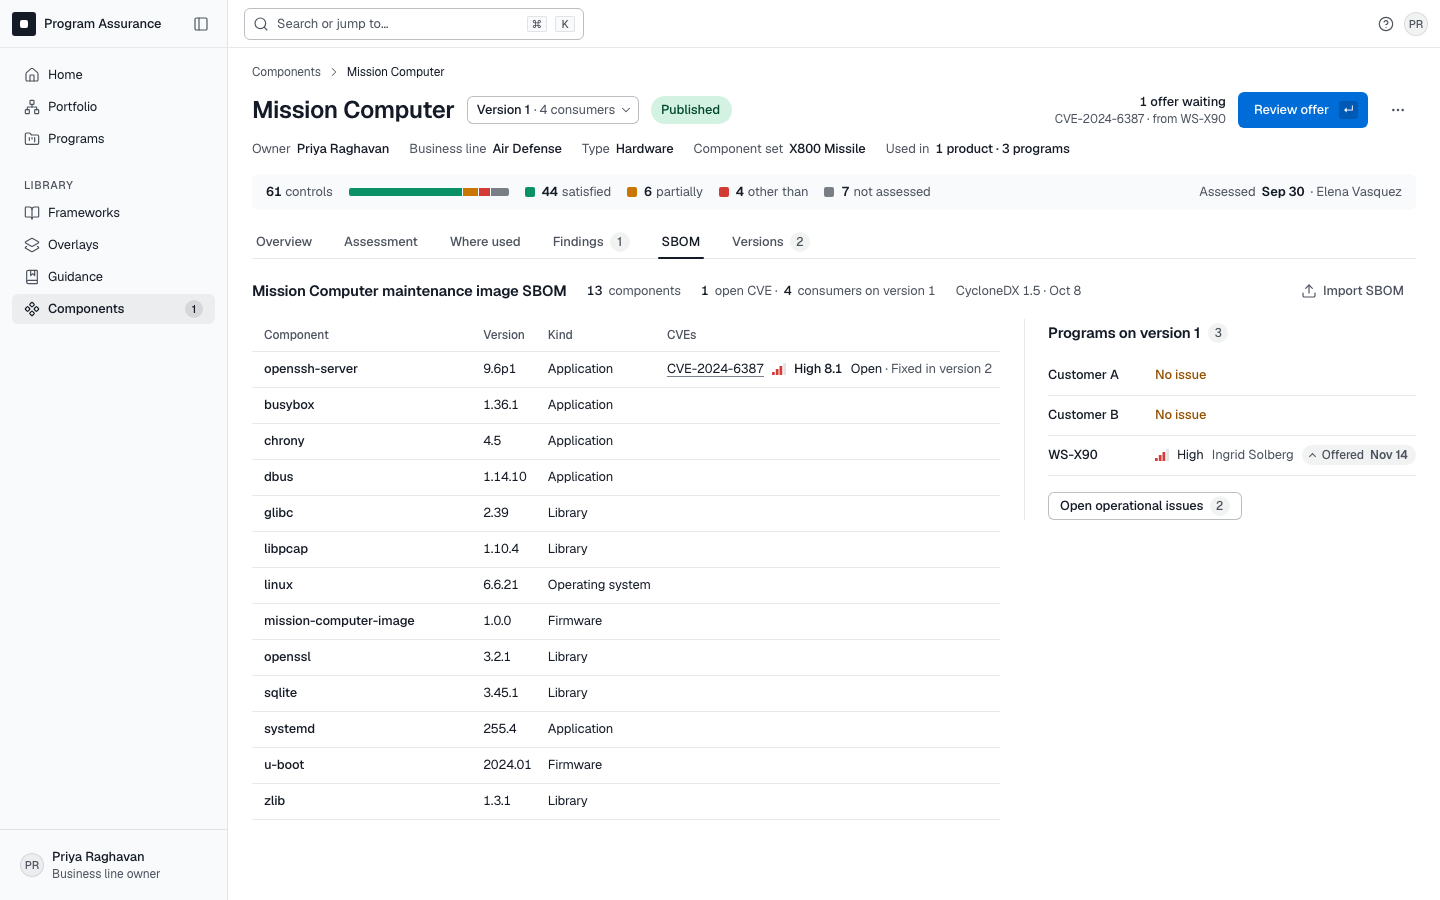 Program Assurance
Search or jump to...
⌘ K
PR
Home
Portfolio
Programs
LIBRARY
Frameworks
Overlays
Guidance
Components 1
Components > Mission Computer
Mission Computer
Version 1 · 4 consumers
Published
1 offer waiting
CVE-2024-6387 · from WS-X90
Review offer
Owner Priya Raghavan Business line Air Defense Type Hardware Component set X800 Missile Used in 1 product · 3 programs
61 controls 44 satisfied 6 partially 4 other than 7 not assessed Assessed Sep 30 · Elena Vasquez
Overview Assessment Where used Findings 1 SBOM Versions 2
Mission Computer maintenance image SBOM 13 components 1 open CVE · 4 consumers on version 1 CycloneDX 1.5 · Oct 8 Import SBOM
Component Version Kind CVEs
openssh-server 9.6p1 Application CVE-2024-6387 High 8.1 Open · Fixed in version 2
busybox 1.36.1 Application
chrony 4.5 Application
dbus 1.14.10 Application
glibc 2.39 Library
libpcap 1.10.4 Library
linux 6.6.21 Operating system
mission-computer-image 1.0.0 Firmware
openssl 3.2.1 Library
sqlite 3.45.1 Library
systemd 255.4 Application
u-boot 2024.01 Firmware
zlib 1.3.1 Library
Programs on version 1 3
Customer A No issue
Customer B No issue
WS-X90 High Ingrid Solberg Offered Nov 14
Open operational issues 2
PR
Priya Raghavan
Business line owner